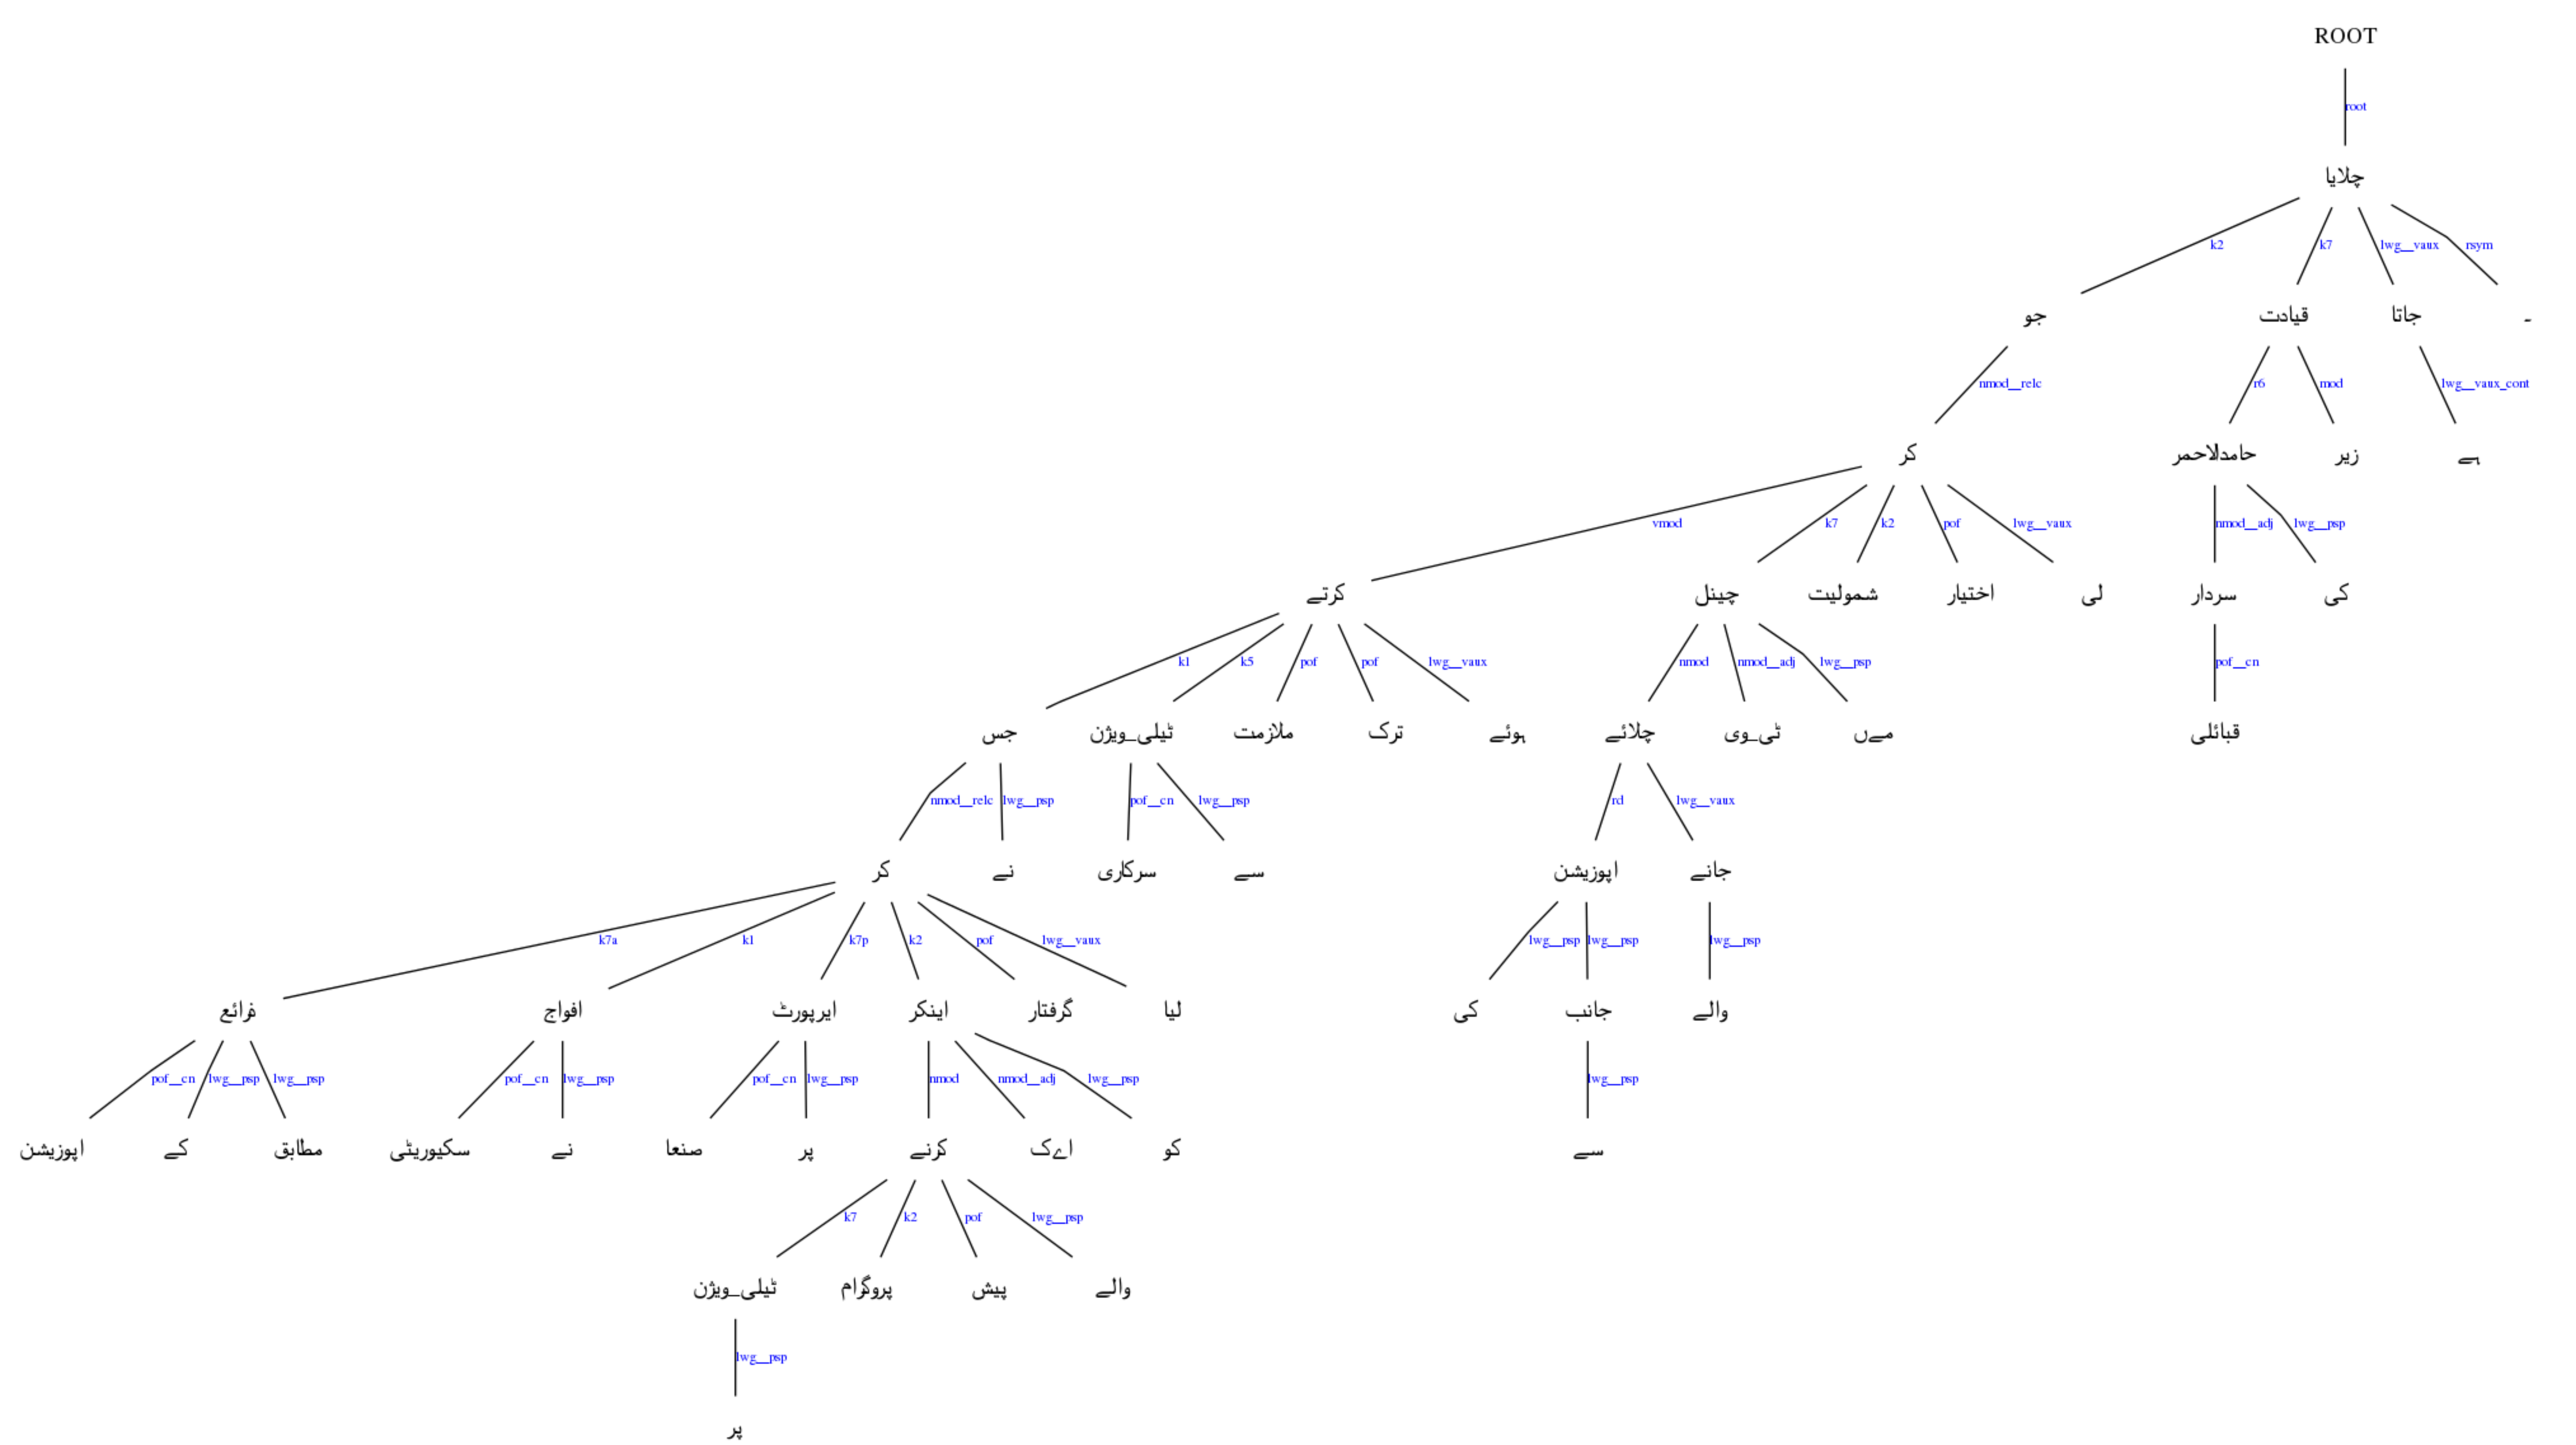 ROOT
root
چلایا
k2 k7 lwg__vaux rsym
جو قیادت جاتا ۔
nmod__relc r6 mod lwg__vaux_cont
کر حامدالاحمر زیر ہے
vmod k7 k2 pof lwg__vaux nmod__adj lwg__psp
کرتے چینل شمولیت اختیار لی سردار کی
k1 k5 pof pof lwg__vaux nmod nmod__adj lwg__psp pof__cn
جس ٹیلی_ویژن ملازمت ترک ہوئے چلائے ٹی_وی مےں قبائلی
nmod__relc lwg__psp pof__cn lwg__psp rd lwg__vaux
کر نے سرکاری سے اپوزیشن جانے
k7a k1 k7p k2 pof lwg__vaux lwg__psp lwg__psp lwg__psp
ذرائع افواج ایرپورٹ اینکر گرفتار لیا کی جانب والے
pof__cn lwg__psp lwg__psp pof__cn lwg__psp pof__cn lwg__psp nmod nmod__adj lwg__psp lwg__psp
اپوزیشن کے مطابق سکیوریٹی نے صنعا پر کرنے اےک کو سے
k7 k2 pof lwg__psp
ٹیلی_ویژن پروگرام پیش والے
lwg__psp
پر